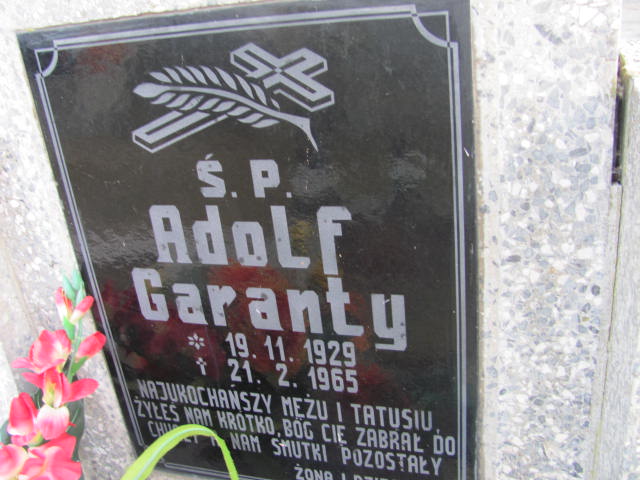 Ś. P.
Adolf
Garanty
* 19. 11. 1929
† 21. 2. 1965
NAJUKOCHAŃSZY MĘŻU I TATUSIU,
ŻYŁEŚ NAM KRÓTKO, BÓG CIĘ ZABRAŁ DO
NAM SMUTKI POZOSTAŁY
ŻONA I